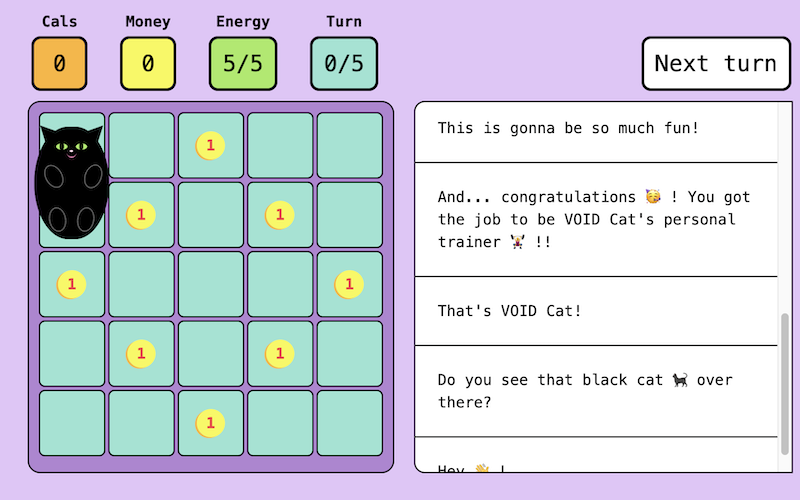 Cals Money Energy Turn
0 0 5/5 0/5 Next turn
1
1 1
1 1
1 1
1
This is gonna be so much fun!
And... congratulations 🥳 ! You got
the job to be VOID Cat's personal
trainer 🏋️ !!
That's VOID Cat!
Do you see that black cat 🐈‍⬛ over
there?
Hey 👋 !